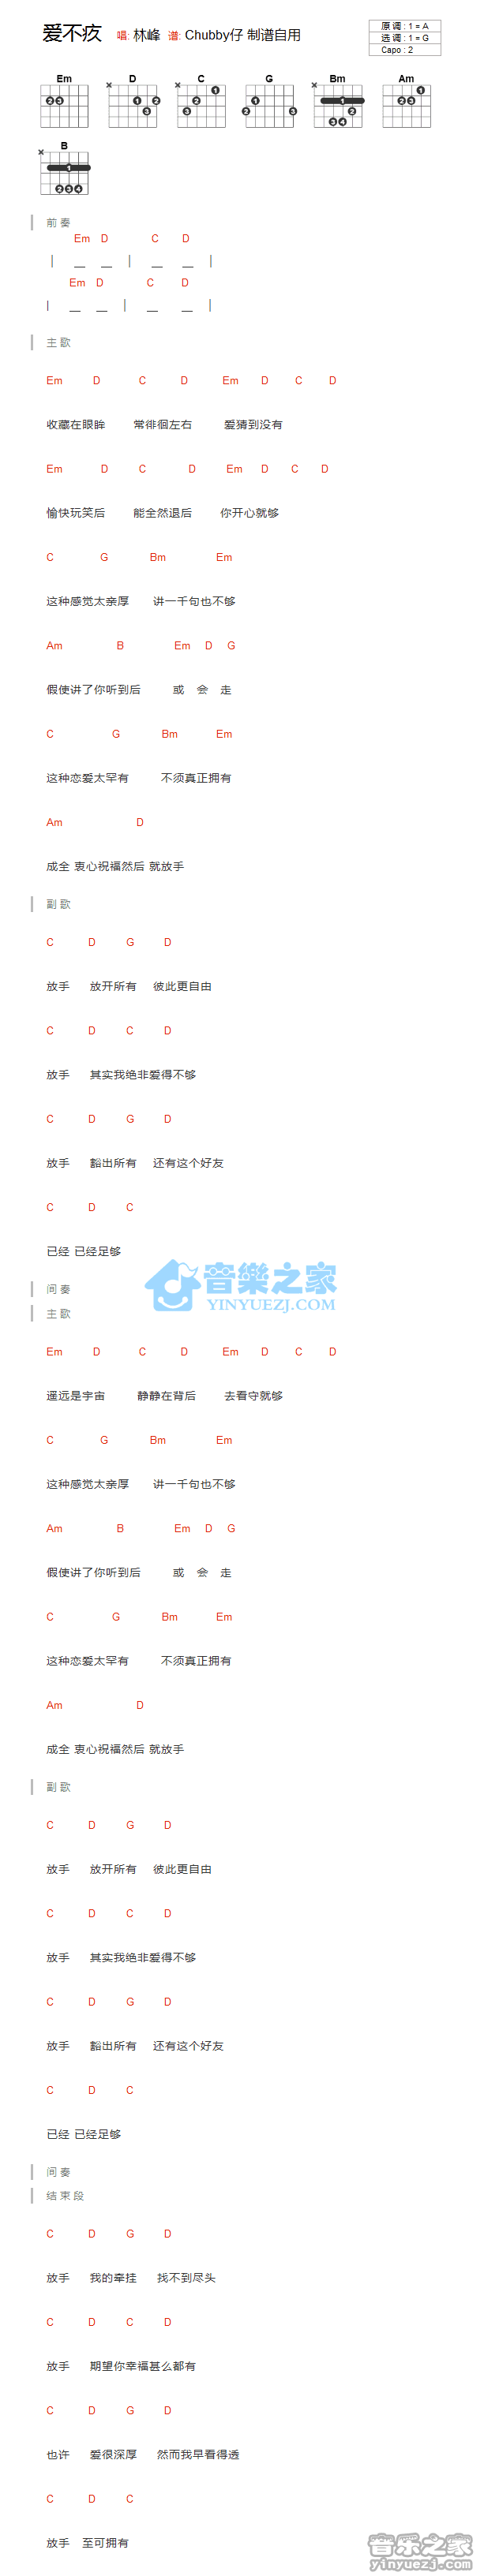 爱不疚 唱: 林峰 谱: Chubby仔 制谱自用
原调 : 1 = A
选调 : 1 = G
Capo : 2
Em D C G Bm Am
B
前奏
Em D C D
Em D C D
主歌
Em D C D Em D C D
收藏在眼眸 常徘徊左右 爱猜到没有
Em D C D Em D C D
愉快玩笑后 能全然退后 你开心就够
C G Bm Em
这种感觉太亲厚 讲一千句也不够
Am B Em D G
假使讲了你听到后 或 会 走
C G Bm Em
这种恋爱太罕有 不须真正拥有
Am D
成全 衷心祝福然后 就放手
副歌
C D G D
放手 放开所有 彼此更自由
C D C D
放手 其实我绝非爱得不够
C D G D
放手 豁出所有 还有这个好友
C D C
已经 已经足够
音樂之家
YINYUEZJ.COM
间奏
主歌
Em D C D Em D C D
遥远是宇宙 静静在背后 去看守就够
C G Bm Em
这种感觉太亲厚 讲一千句也不够
Am B Em D G
假使讲了你听到后 或 会 走
C G Bm Em
这种恋爱太罕有 不须真正拥有
Am D
成全 衷心祝福然后 就放手
副歌
C D G D
放手 放开所有 彼此更自由
C D C D
放手 其实我绝非爱得不够
C D G D
放手 豁出所有 还有这个好友
C D C
已经 已经足够
间奏
结束段
C D G D
放手 我的牵挂 找不到尽头
C D C D
放手 期望你幸福甚么都有
C D G D
也许 爱很深厚 然而我早看得透
C D C
放手 至可拥有
音乐之家
yinyuezj.com